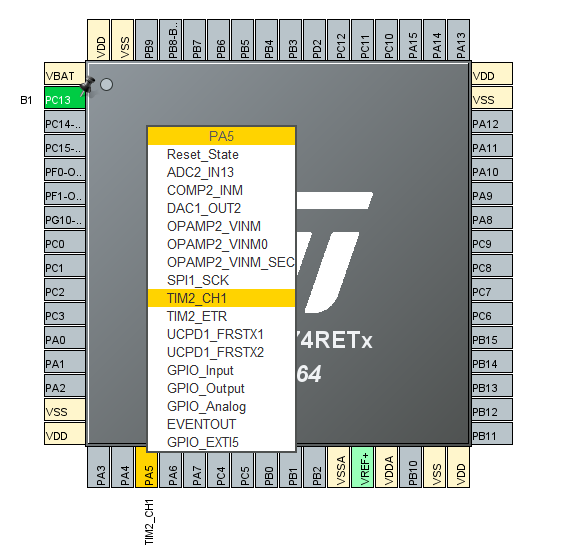 VDD
VSS
PB9
PB8-B..
PB7
PB6
PB5
PB4
PB3
PD2
PC12
PC11
PC10
PA15
PA14
PA13
VBAT
B1 PC13
PC14-..
PC15-..
PF0-O..
PF1-O..
PG10-..
PC0
PC1
PC2
PC3
PA0
PA1
PA2
VSS
VDD
PA5
Reset_State
ADC2_IN13
COMP2_INM
DAC1_OUT2
OPAMP2_VINM
OPAMP2_VINM0
OPAMP2_VINM_SEC
SPI1_SCK
TIM2_CH1
TIM2_ETR
UCPD1_FRSTX1
UCPD1_FRSTX2
GPIO_Input
GPIO_Output
GPIO_Analog
EVENTOUT
GPIO_EXTI5
74RETx
64
VDD
VSS
PA12
PA11
PA10
PA9
PA8
PC9
PC8
PC7
PC6
PB15
PB14
PB13
PB12
PB11
PA3
PA4
PA5
PA6
PA7
PC4
PC5
PB0
PB1
PB2
VSSA
VREF+
VDDA
PB10
VSS
VDD
TIM2_CH1